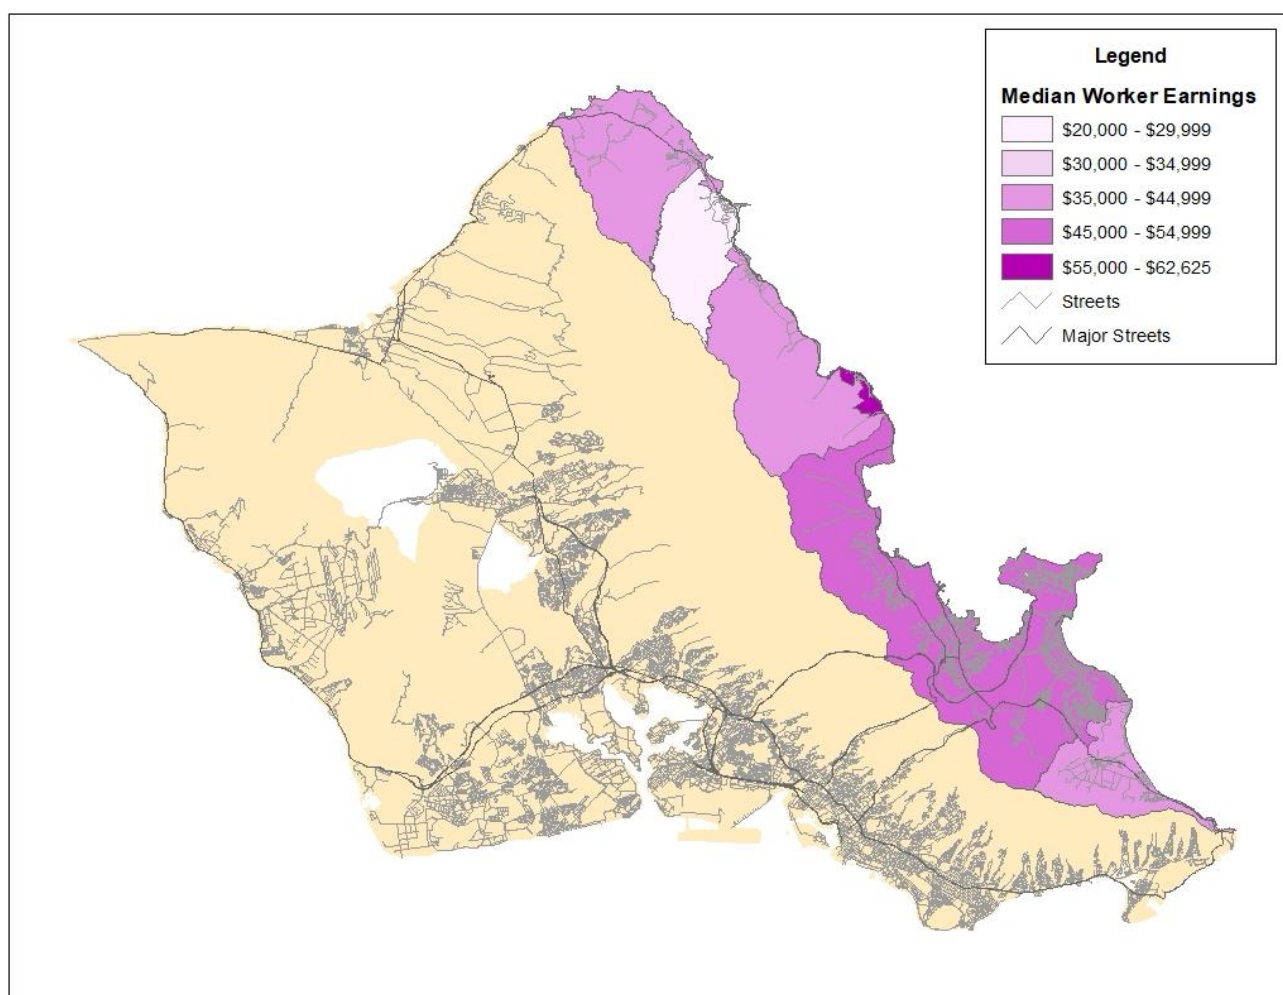 Legend
Median Worker Earnings
$20,000 - $29,999
$30,000 - $34,999
$35,000 - $44,999
$45,000 - $54,999
$55,000 - $62,625
Streets
Major Streets